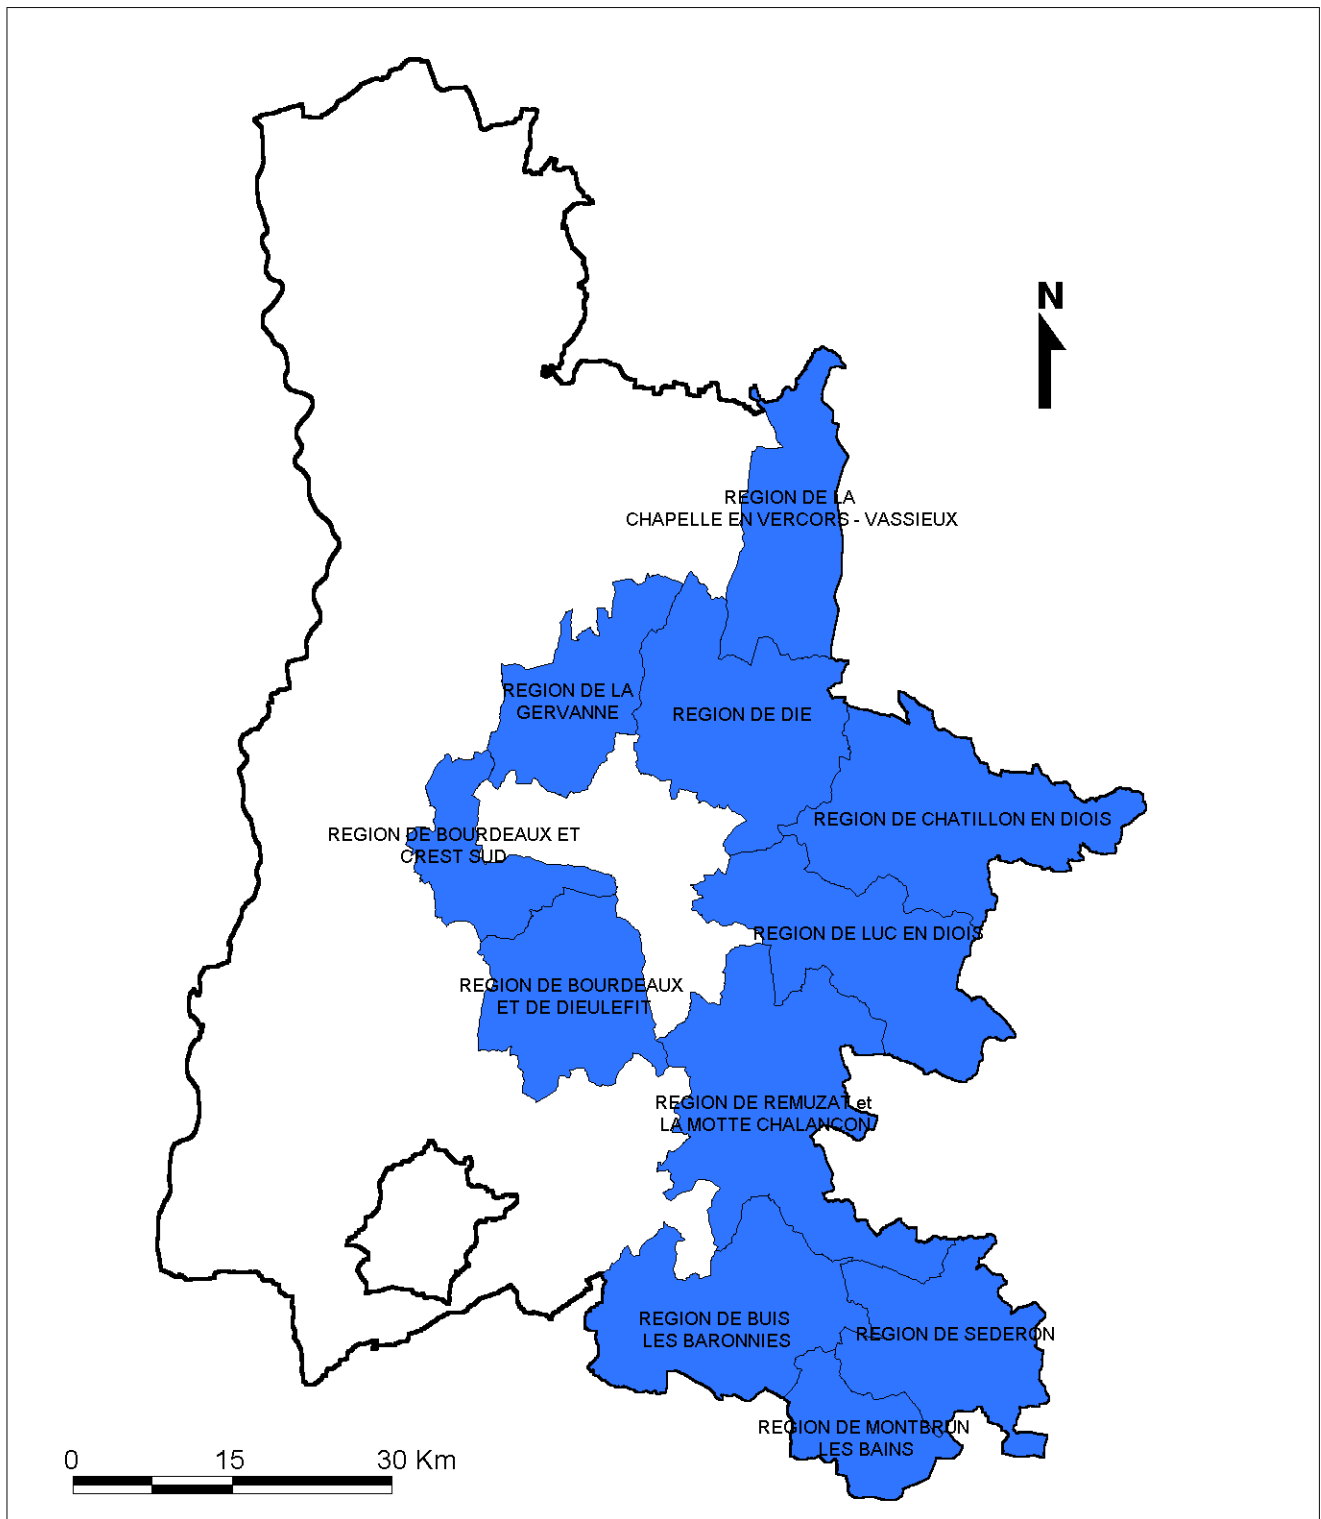 N
REGION DE LA
CHAPELLE EN VERCORS - VASSIEUX
REGION DE LA
GERVANNE
REGION DE DIE
REGION DE CHATILLON EN DIOIS
REGION DE BOURDEAUX ET
CREST SUD
REGION DE LUC EN DIOIS
REGION DE BOURDEAUX
ET DE DIEULEFIT
REGION DE REMUZAT et
LA MOTTE CHALANCON
REGION DE BUIS
LES BARONNIES
REGION DE SEDERON
REGION DE MONTBRUN
LES BAINS
0 15 30 Km